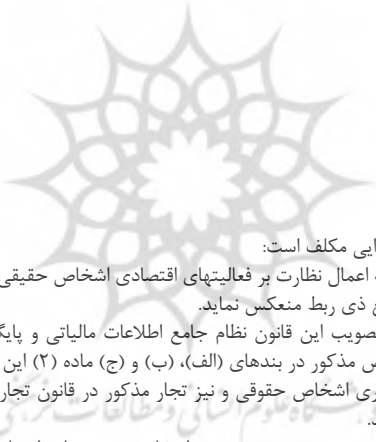 ایی مکلف است:
ه اعمال نظارت بر فعالیتهای اقتصادی اشخاص حقیقی
ع ذی ربط منعکس نماید.
تصویب این قانون نظام جامع اطلاعات مالیاتی و پایگ
ص مذکور در بندهای (الف)، (ب) و (ج) ماده (۲) این
ری اشخاص حقوقی و نیز تجار مذکور در قانون تجار
د.